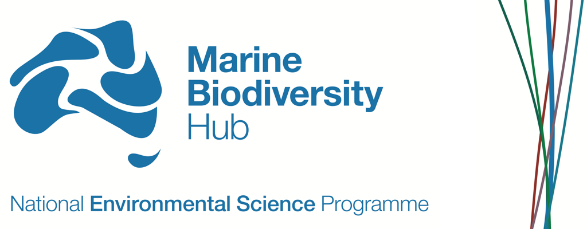 Marine
Biodiversity
Hub
National Environmental Science Programme